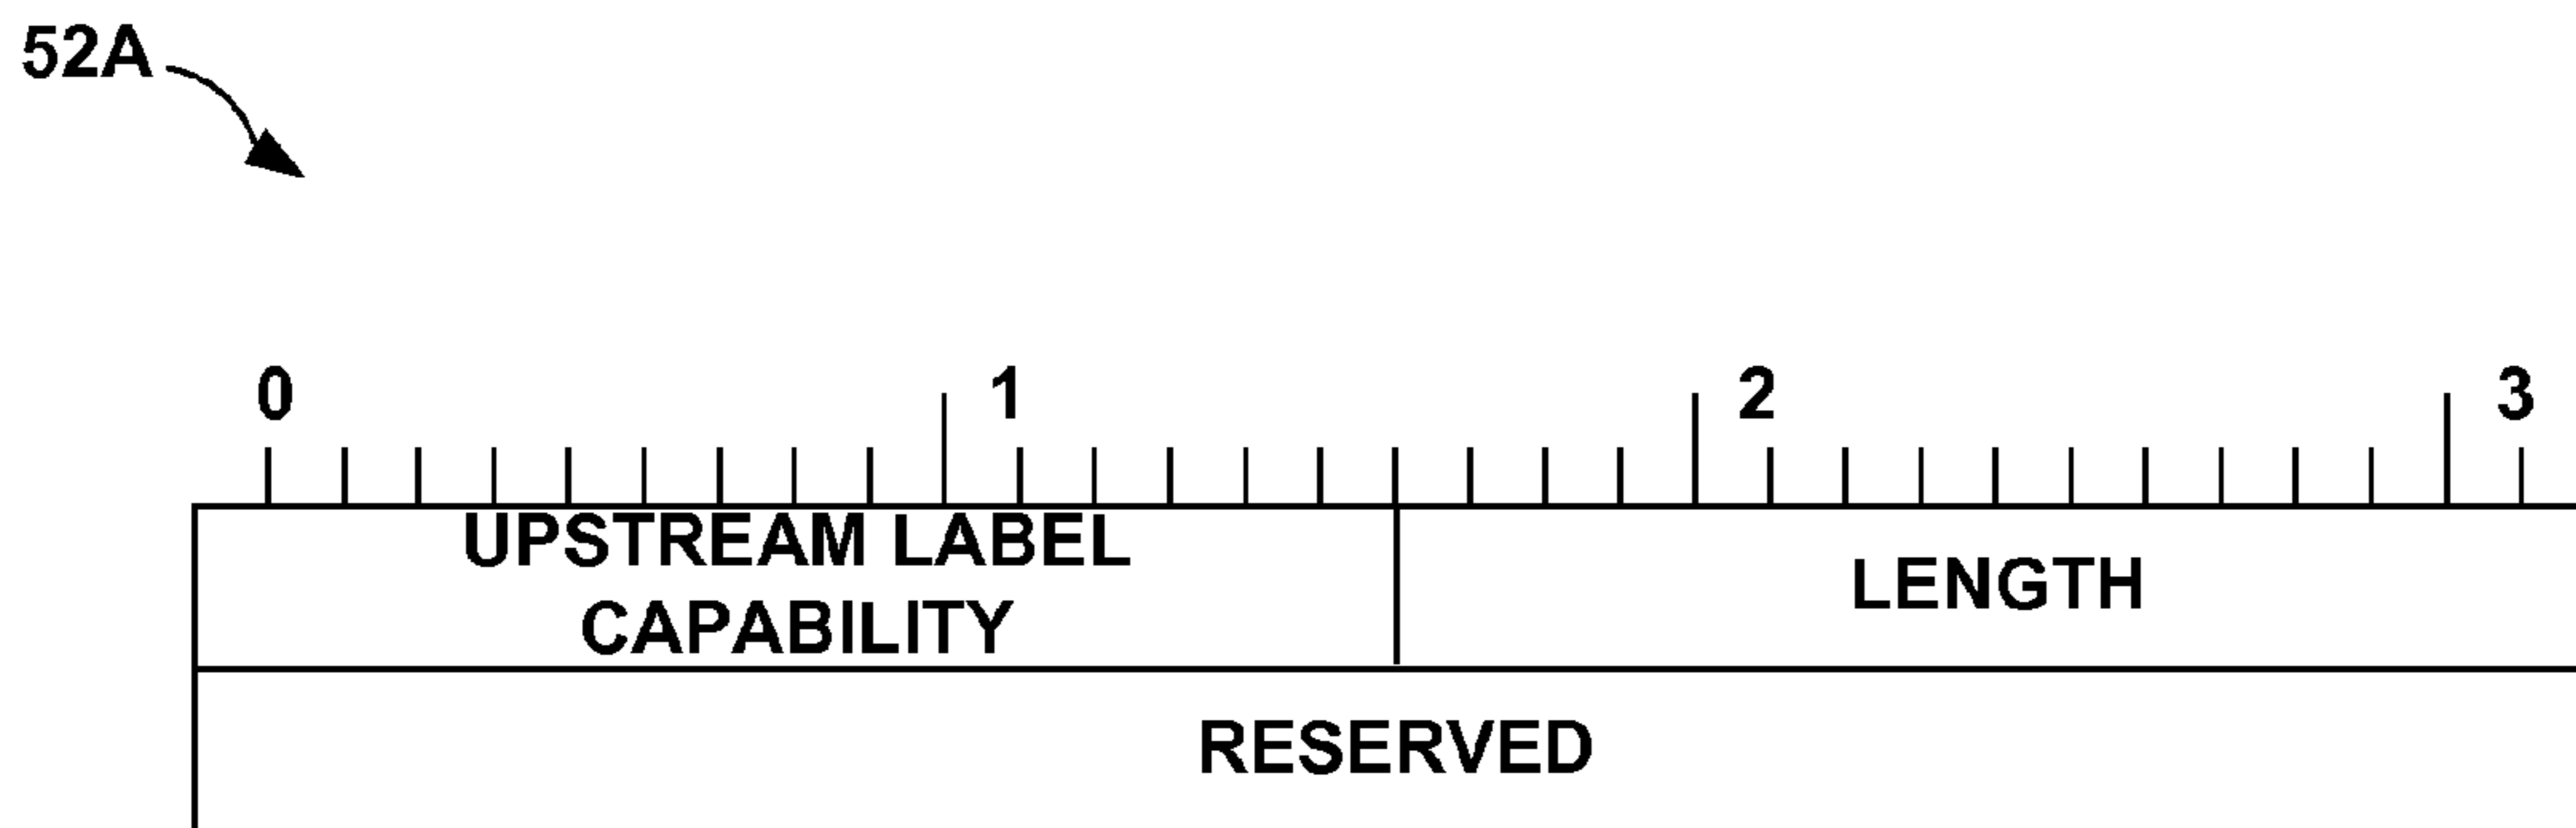 52A
0 1 2 3
UPSTREAM LABEL
CAPABILITY
LENGTH
RESERVED